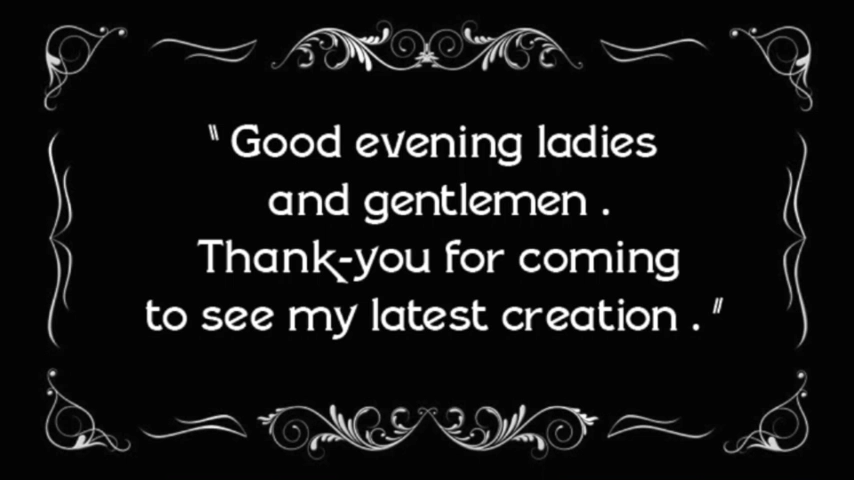 " Good evening ladies
and gentlemen .
Thank-you for coming
to see my latest creation . "